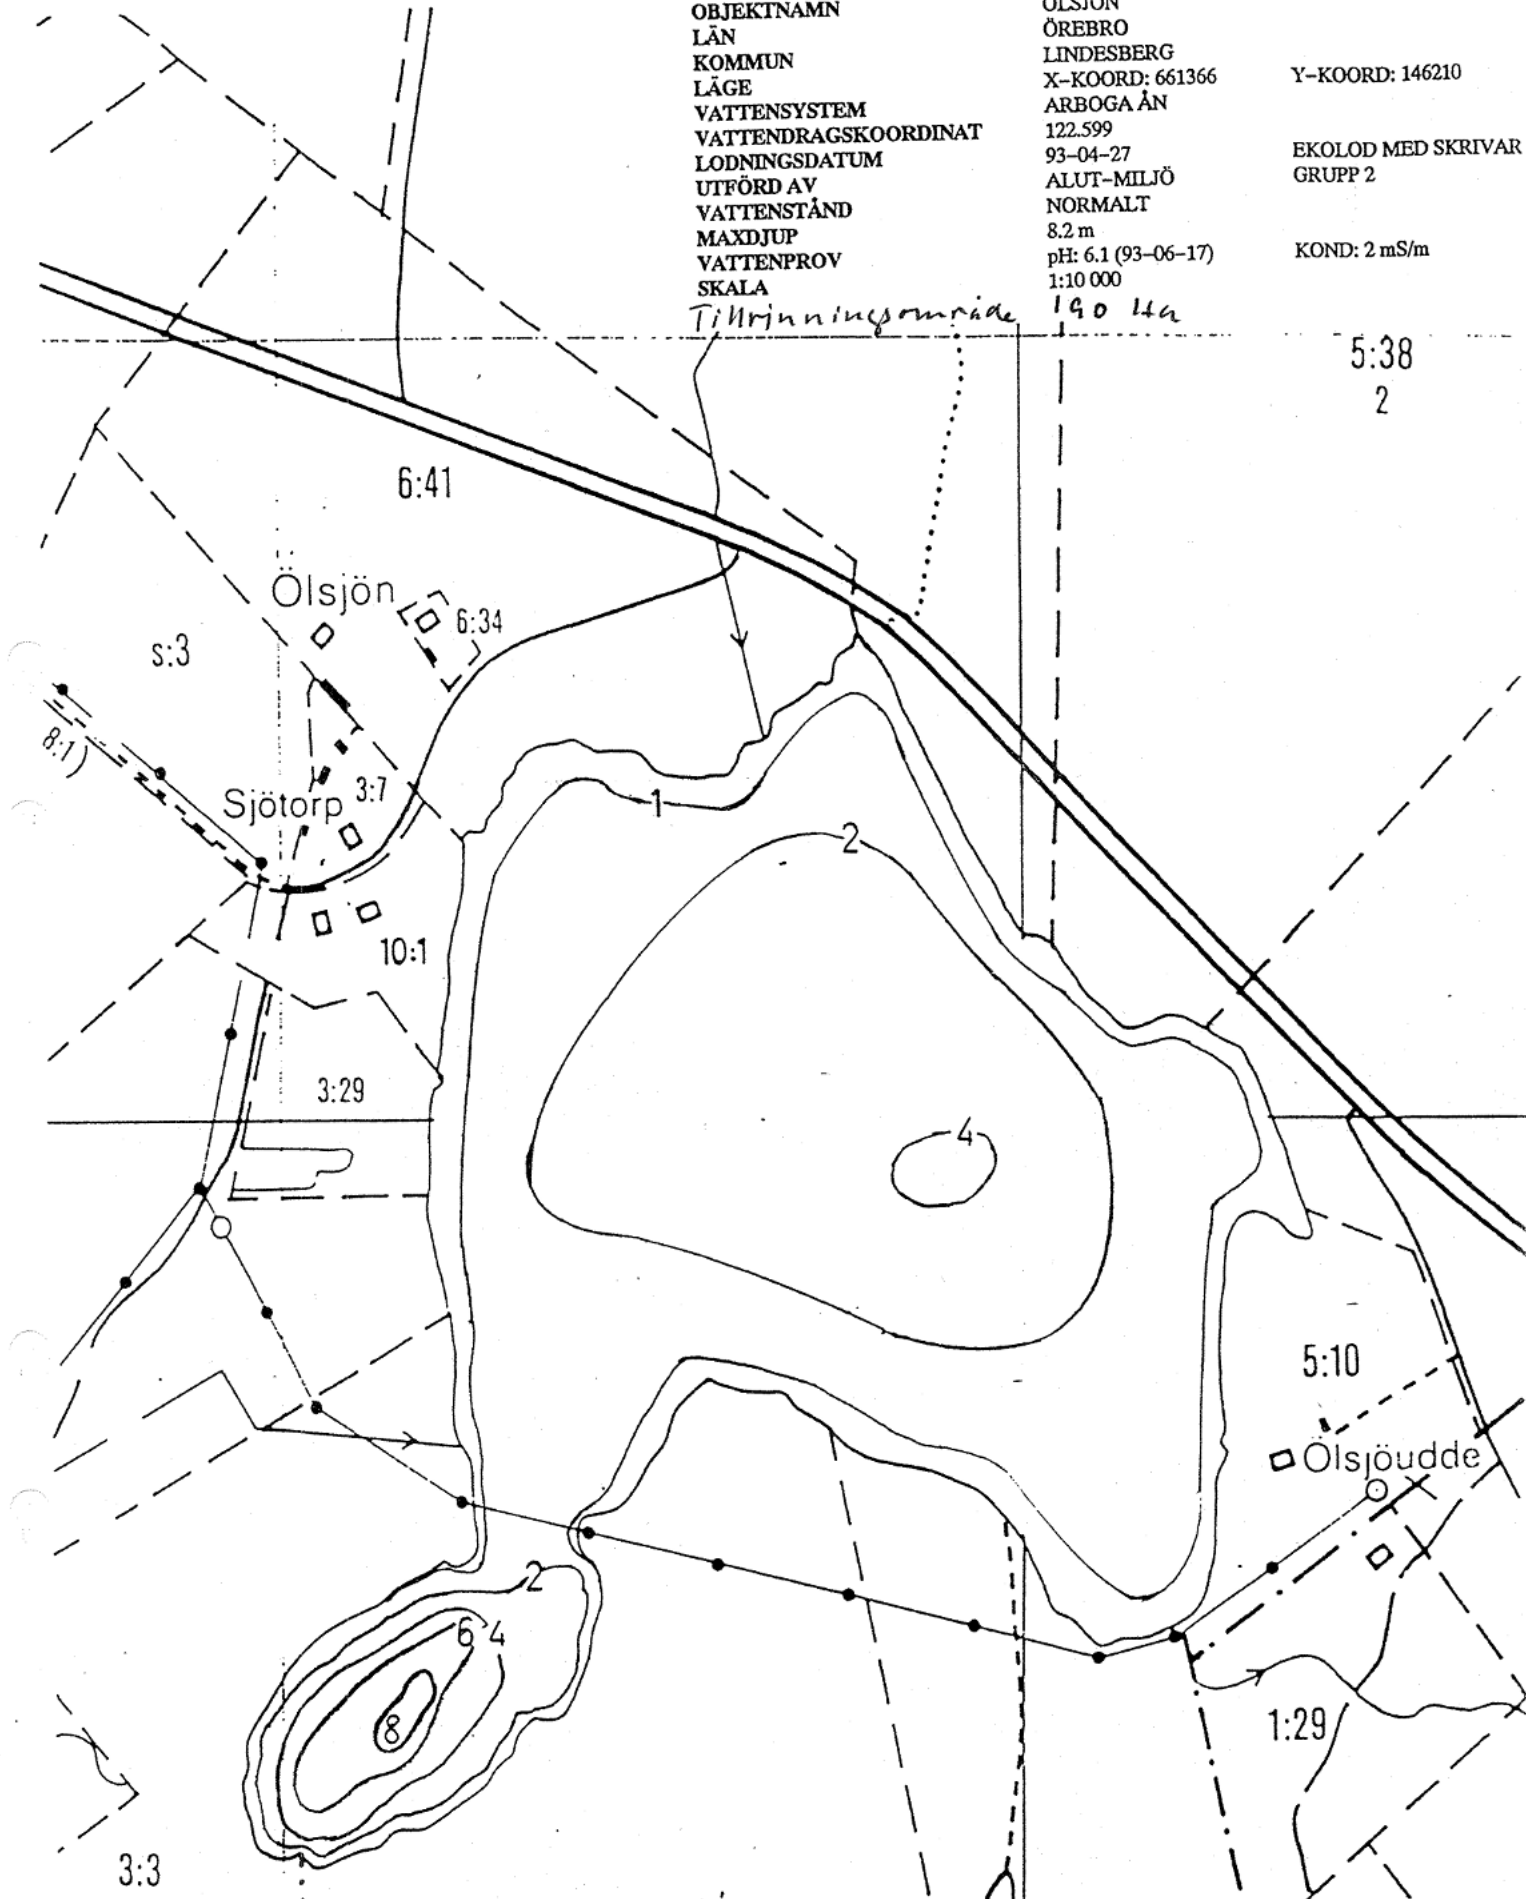 OBJEKTNAMN ÖLSJÖN
LÄN ÖREBRO
KOMMUN LINDESBERG
LÄGE X-KOORD: 661366 Y-KOORD: 146210
VATTENSYSTEM ARBOGA ÅN
VATTENDRAGSKOORDINAT 122.599
LODNINGSDATUM 93-04-27 EKOLOD MED SKRIVAR
UTFÖRD AV ALUT-MILJÖ GRUPP 2
VATTENSTÅND NORMALT
MAXDJUP 8.2 m
VATTENPROV pH: 6.1 (93-06-17) KOND: 2 mS/m
SKALA 1:10 000
Tillrinningsområde 190 Ha
5:38
2
6:41
Ölsjön
6:34
s:3
8:1)
Sjötorp 3:7
1
2
10:1
3:29
4
5:10
Ölsjöudde
2
6 4
8
1:29
3:3